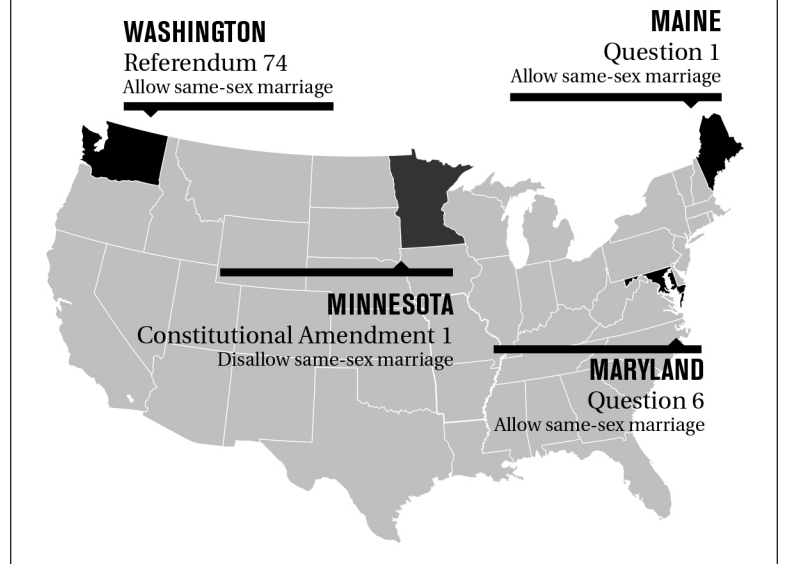 WASHINGTON
Referendum 74
Allow same-sex marriage
MAINE
Question 1
Allow same-sex marriage
MINNESOTA
Constitutional Amendment 1
Disallow same-sex marriage
MARYLAND
Question 6
Allow same-sex marriage